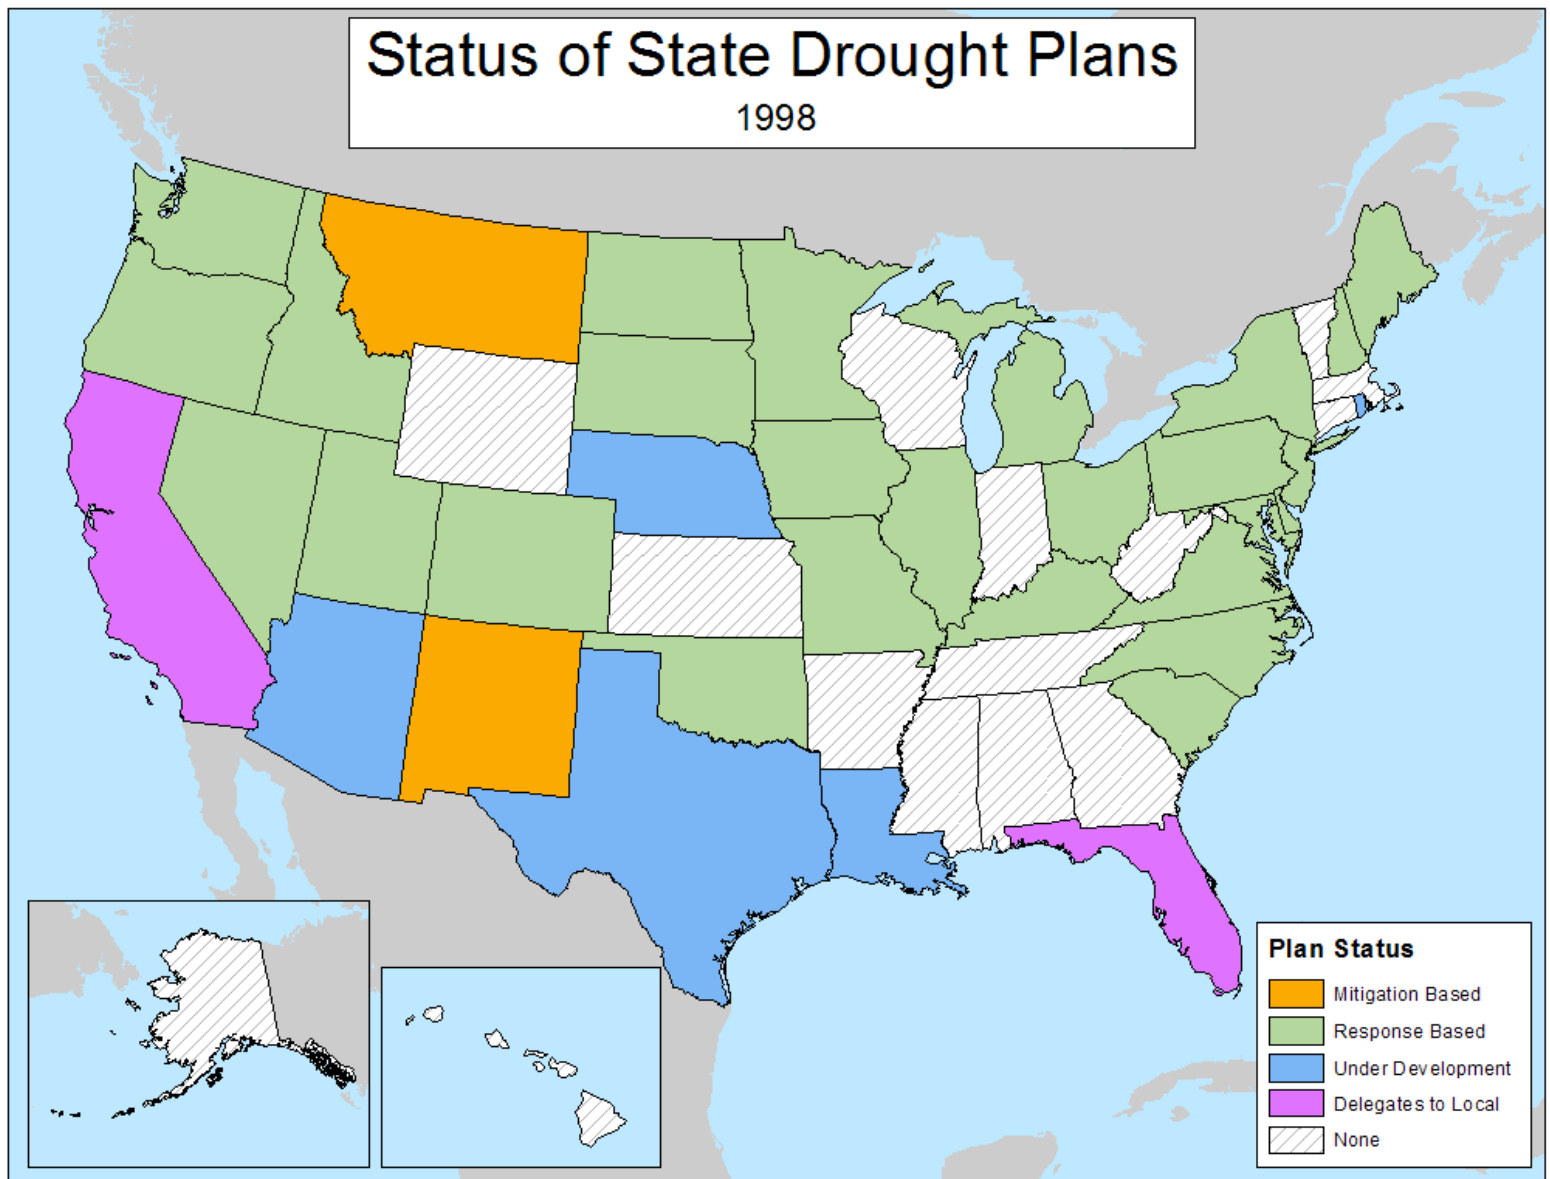 Status of State Drought Plans
1998
Plan Status
Mitigation Based
Response Based
Under Development
Delegates to Local
None